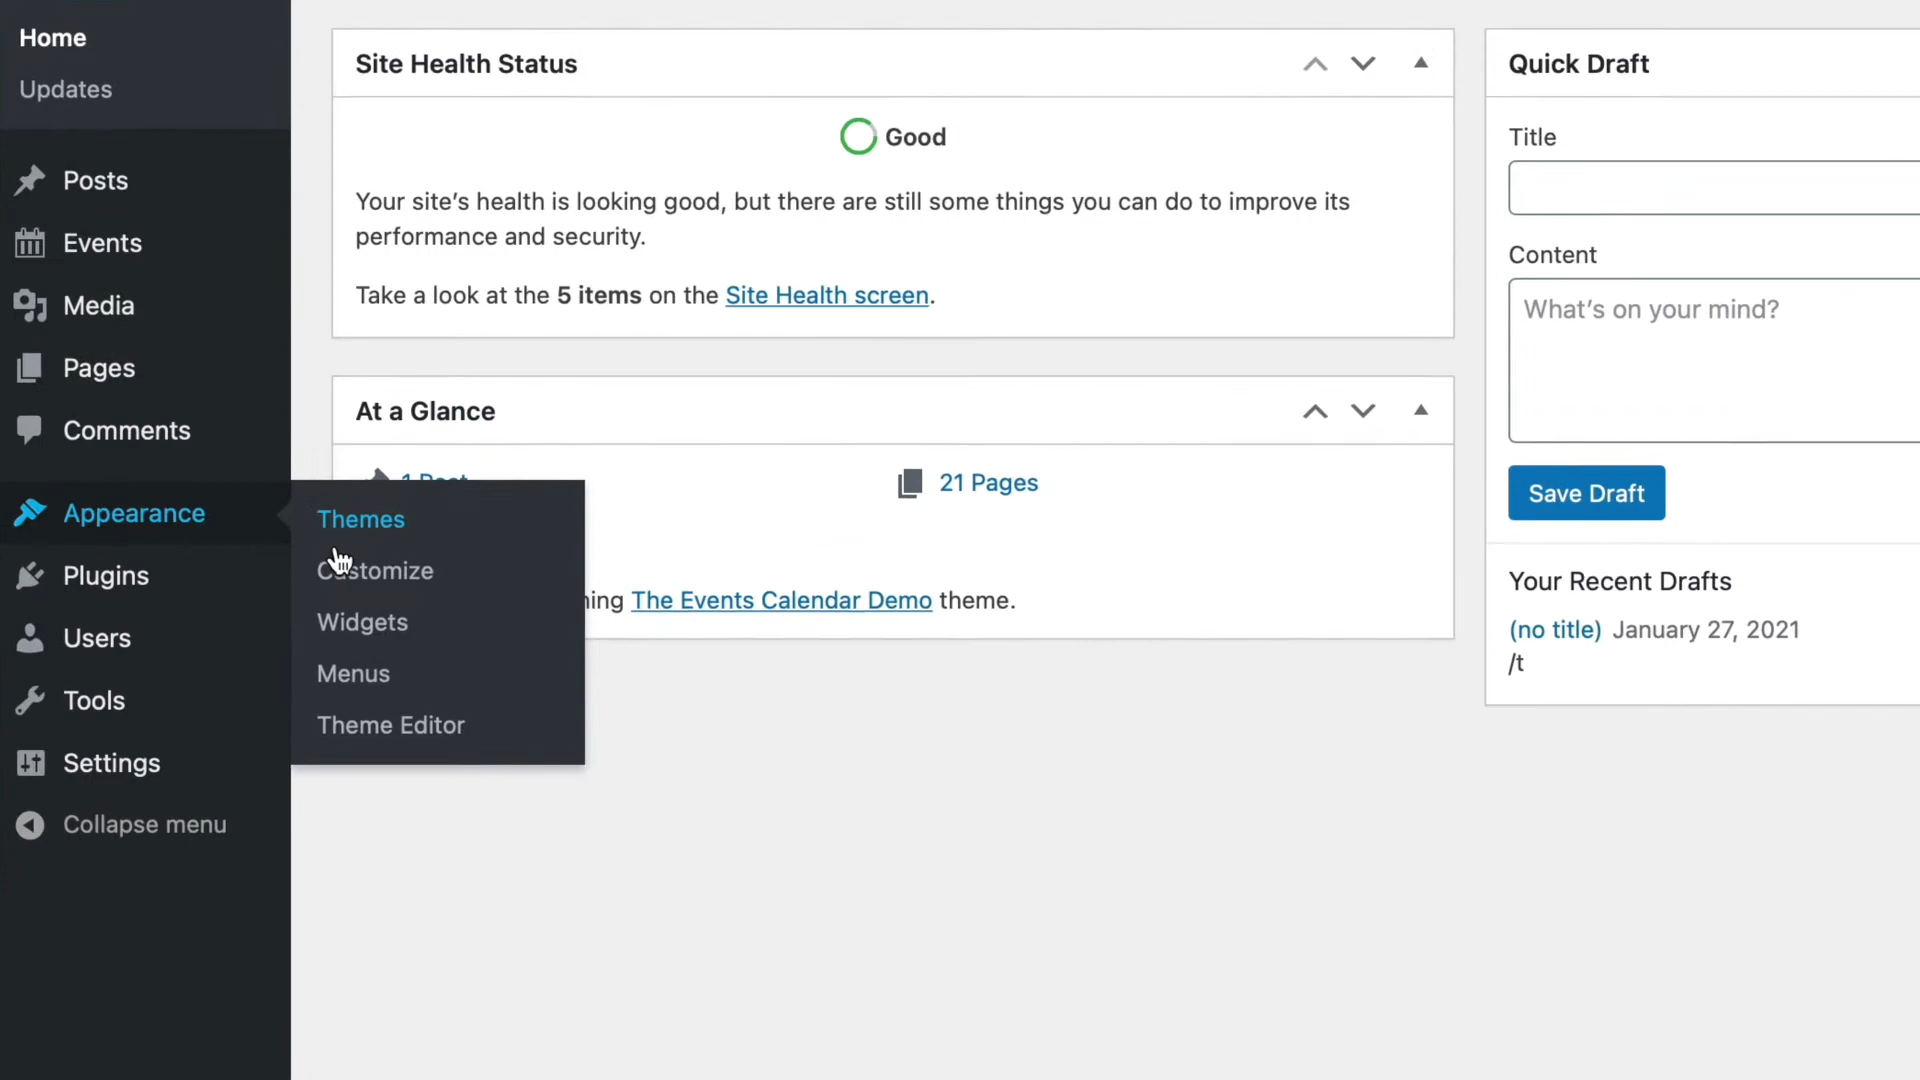 Home
Updates
Posts
Events
Media
Pages
Comments
Appearance
Plugins
Users
Tools
Settings
Collapse menu
Themes
Customize
Widgets
Menus
Theme Editor
Site Health Status
Good
Your site’s health is looking good, but there are still some things you can do to improve its
performance and security.
Take a look at the 5 items on the Site Health screen.
At a Glance
1 Post
21 Pages
The Events Calendar Demo theme.
Quick Draft
Title
Content
What’s on your mind?
Save Draft
Your Recent Drafts
(no title) January 27, 2021
/t